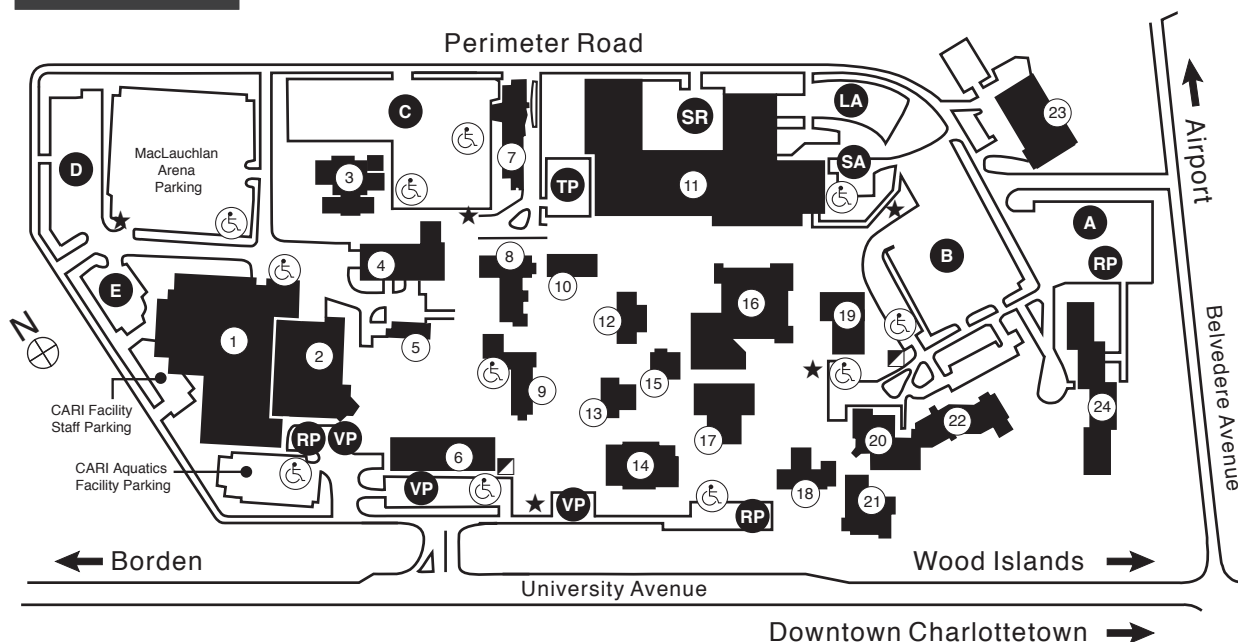 Perimeter Road
C
SR
LA
23
Airport
D
MacLauchlan
Arena
Parking
3
7
TP
11
SA
A
B
RP
E
4
8
10
16
19
N
1
2
5
12
15
9
13
CARI Facility
Staff Parking
CARI Aquatics
Facility Parking
RP
VP
6
VP
14
VP
17
RP
18
20
22
21
24
Belvedere Avenue
Borden
Wood Islands
University Avenue
Downtown Charlottetown